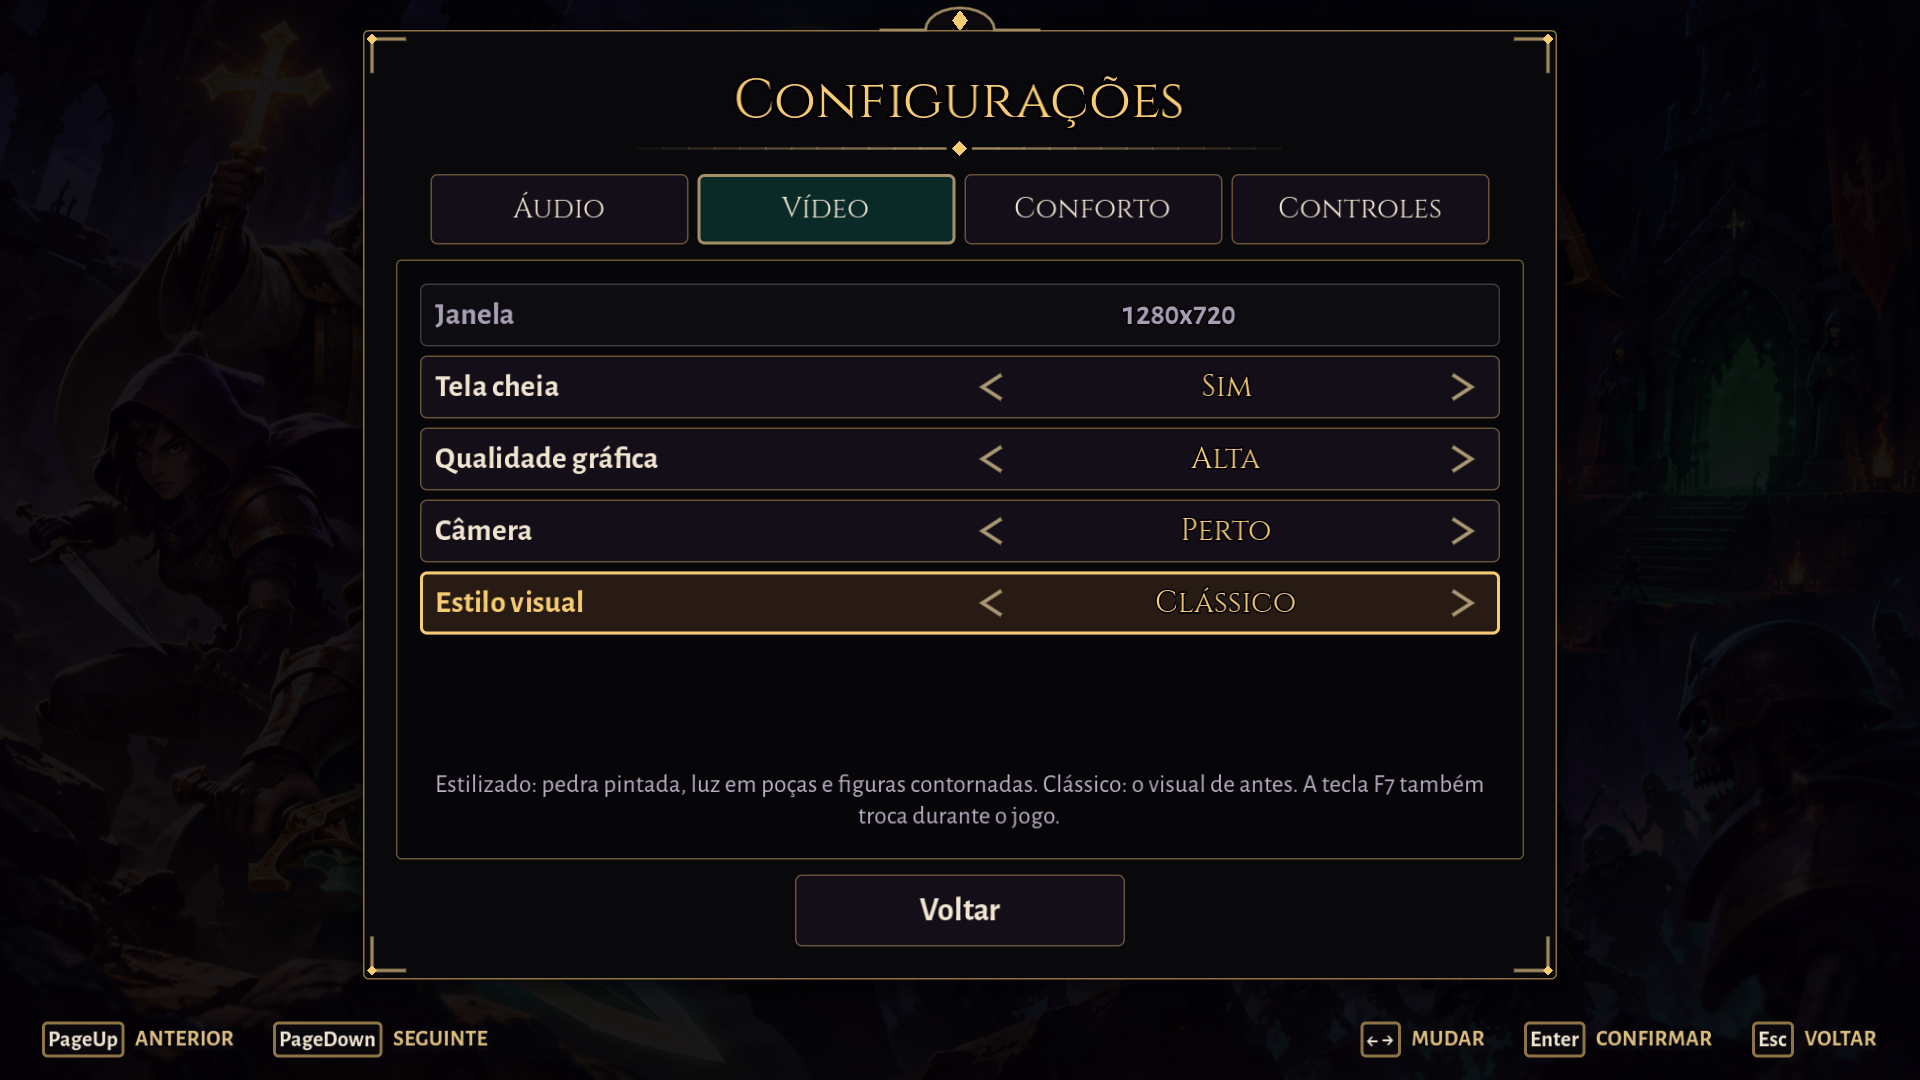 Configurações
Áudio
Vídeo
Conforto
Controles
Janela 1280x720
Tela cheia < Sim >
Qualidade gráfica < Alta >
Câmera < Perto >
Estilo visual < Clássico >
Estilizado: pedra pintada, luz em poças e figuras contornadas. Clássico: o visual de antes. A tecla F7 também
troca durante o jogo.
Voltar
PageUp ANTERIOR PageDown SEGUINTE ←→ MUDAR Enter CONFIRMAR Esc VOLTAR